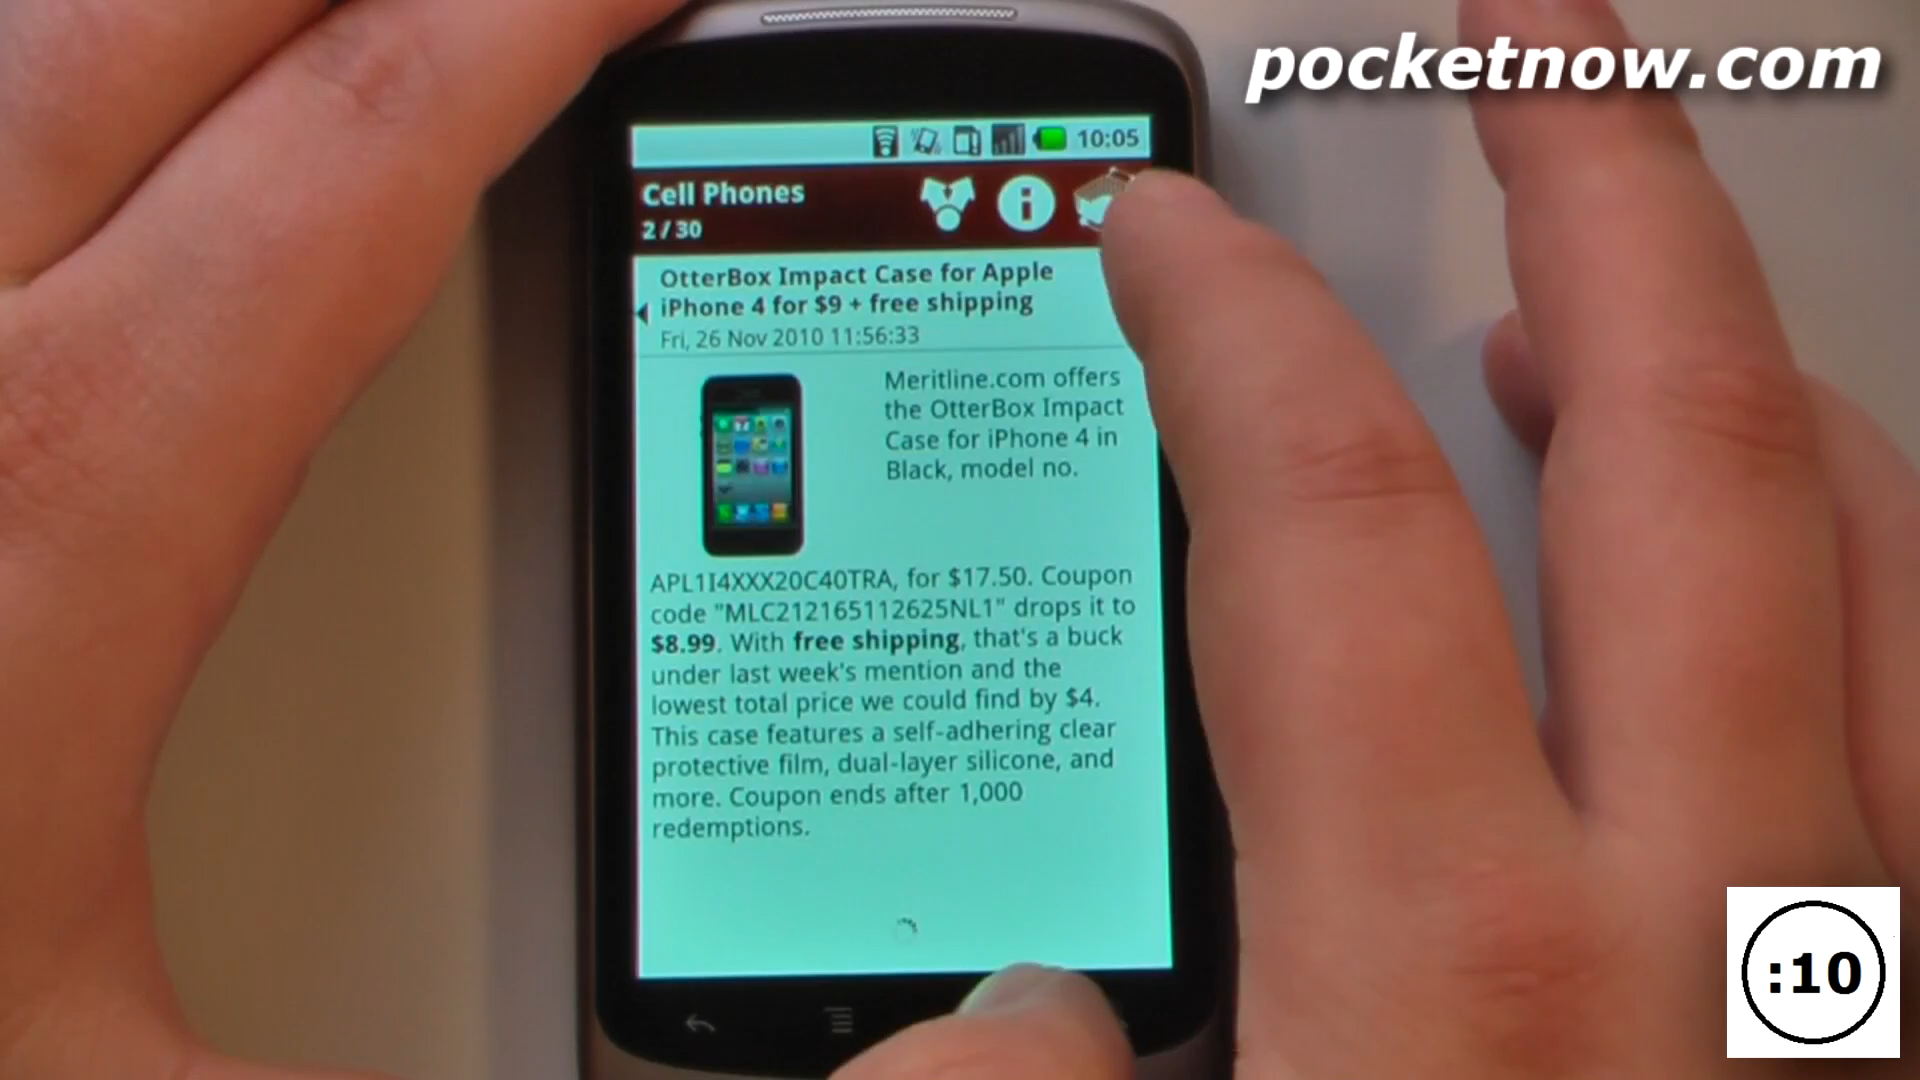 pocketnow.com
10:05
Cell Phones
2 / 30
OtterBox Impact Case for Apple
iPhone 4 for $9 + free shipping
Fri, 26 Nov 2010 11:56:33
Meritline.com offers
the OtterBox Impact
Case for iPhone 4 in
Black, model no.
APL1I4XXX20C40TRA, for $17.50. Coupon
code "MLC212165112625NL1" drops it to
$8.99. With free shipping, that's a buck
under last week's mention and the
lowest total price we could find by $4.
This case features a self-adhering clear
protective film, dual-layer silicone, and
more. Coupon ends after 1,000
redemptions.
:10